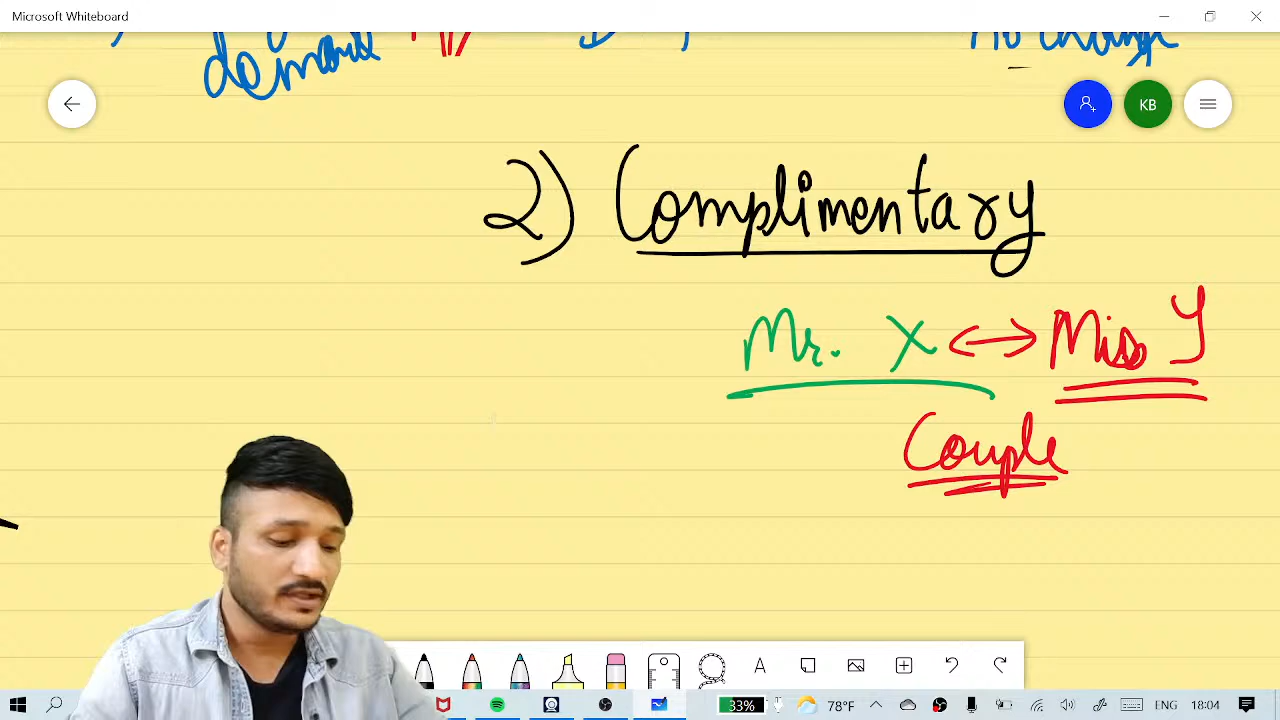 Microsoft Whiteboard
demand
no change
KB
2) Complimentary
Mr. X ↔ Miss Y
Couple
A
33%
78°F
ENG
18:04